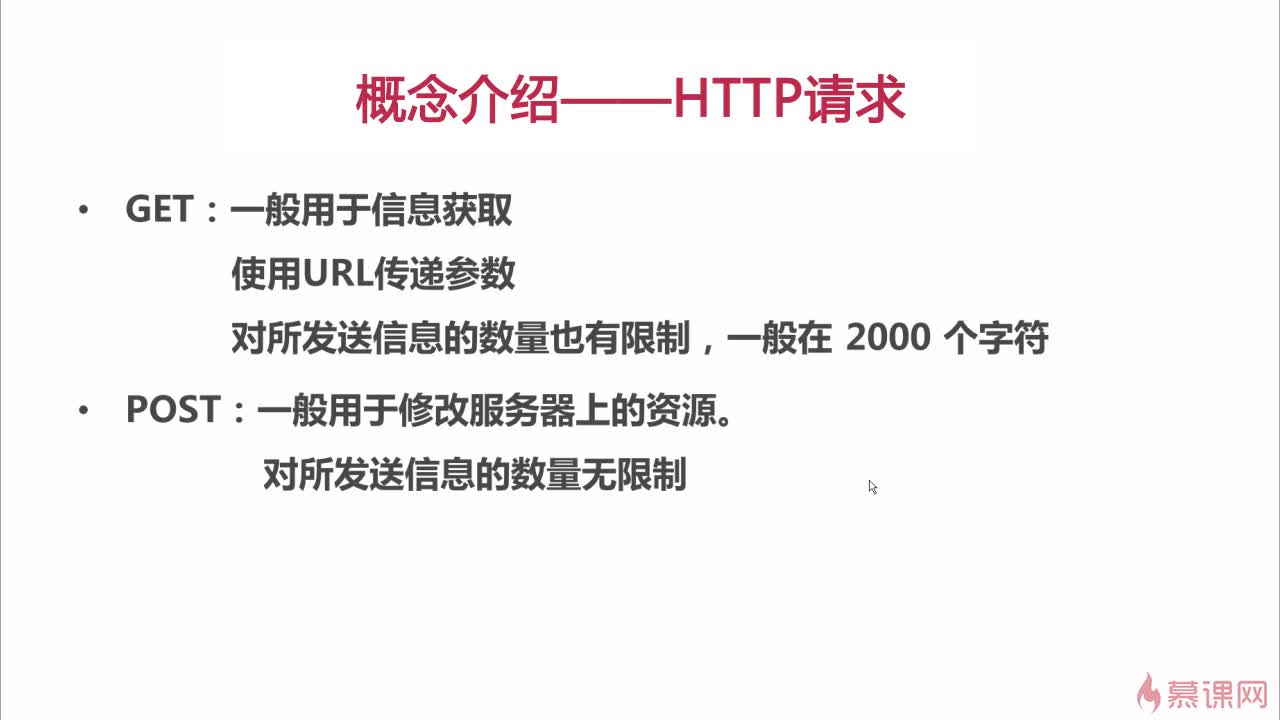 概念介绍——HTTP请求
• GET：一般用于信息获取
使用URL传递参数
对所发送信息的数量也有限制，一般在 2000 个字符
• POST：一般用于修改服务器上的资源。
对所发送信息的数量无限制
慕课网